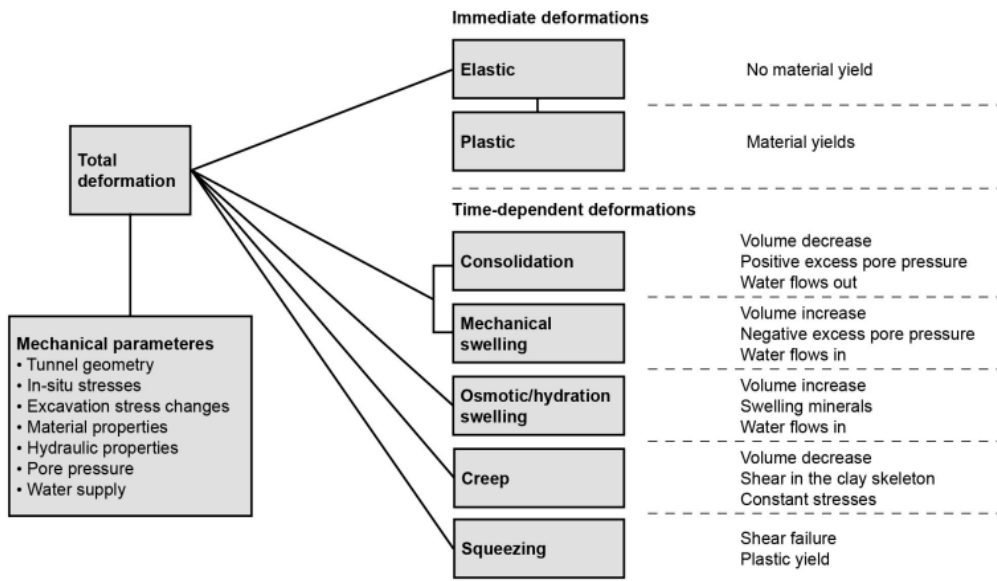 Immediate deformations
Elastic
No material yield
Plastic
Material yields
Total
deformation
Time-dependent deformations
Consolidation
Volume decrease
Positive excess pore pressure
Water flows out
Mechanical
swelling
Volume increase
Negative excess pore pressure
Water flows in
Osmotic/hydration
swelling
Volume increase
Swelling minerals
Water flows in
Creep
Volume decrease
Shear in the clay skeleton
Constant stresses
Squeezing
Shear failure
Plastic yield
Mechanical parameteres
• Tunnel geometry
• In-situ stresses
• Excavation stress changes
• Material properties
• Hydraulic properties
• Pore pressure
• Water supply